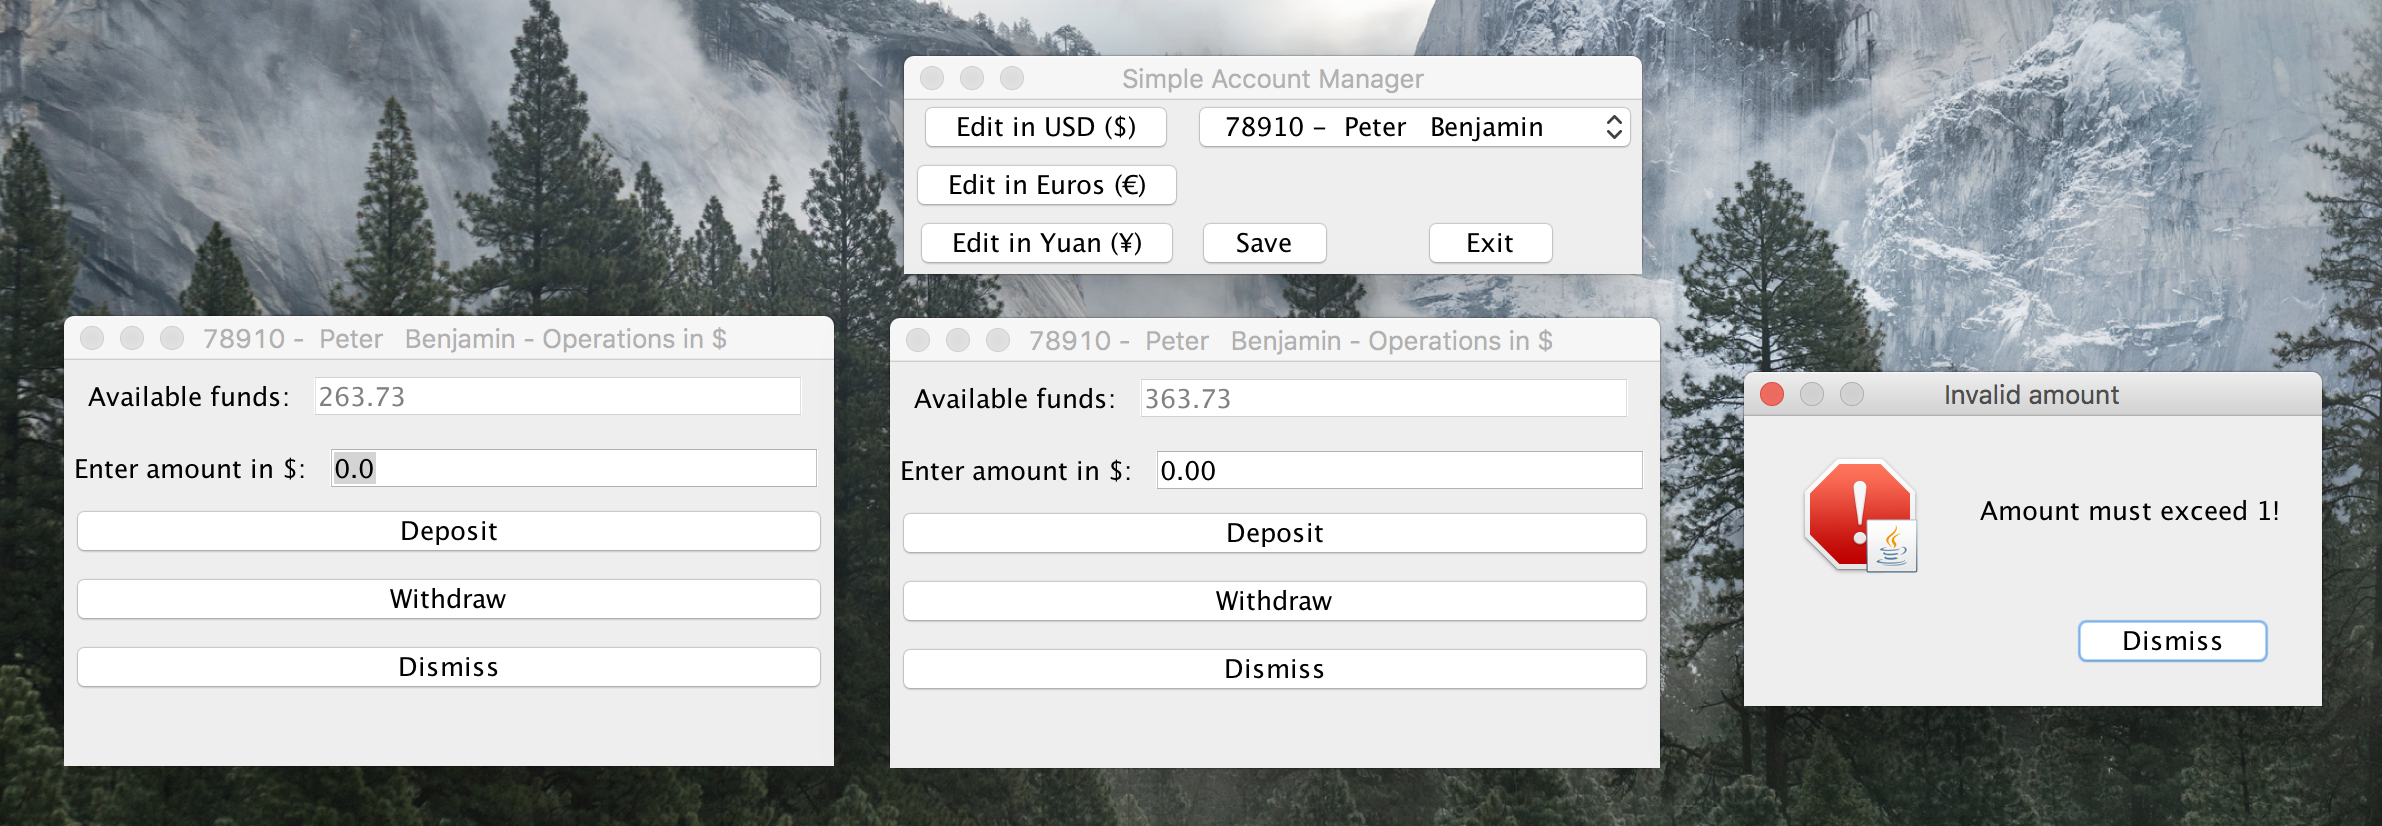 Simple Account Manager
Edit in USD ($)
78910 -  Peter   Benjamin
Edit in Euros (€)
Edit in Yuan (¥)
Save
Exit
78910 -  Peter   Benjamin - Operations in $
Available funds:
263.73
Enter amount in $:
0.0
Deposit
Withdraw
Dismiss
78910 -  Peter   Benjamin - Operations in $
Available funds:
363.73
Enter amount in $:
0.00
Deposit
Withdraw
Dismiss
Invalid amount
Amount must exceed 1!
Dismiss